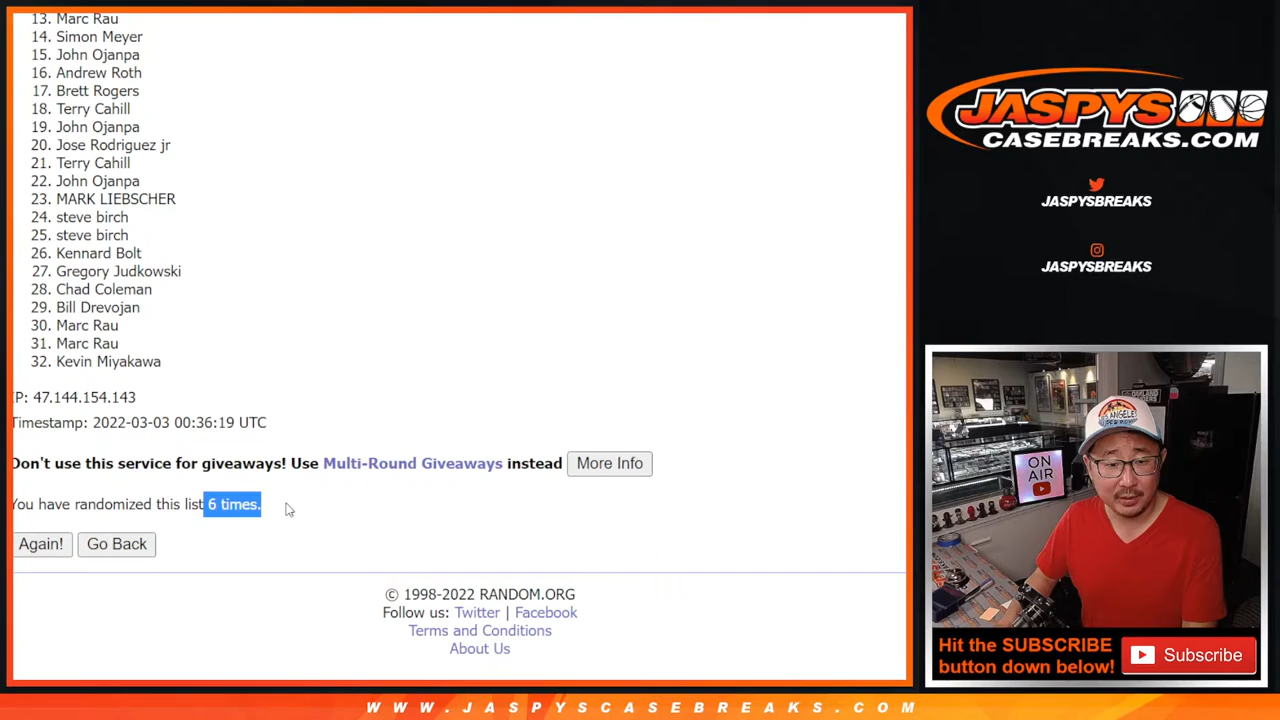 13. Marc Rau
14. Simon Meyer
15. John Ojanpa
16. Andrew Roth
17. Brett Rogers
18. Terry Cahill
19. John Ojanpa
20. Jose Rodriguez jr
21. Terry Cahill
22. John Ojanpa
23. MARK LIEBSCHER
24. steve birch
25. steve birch
26. Kennard Bolt
27. Gregory Judkowski
28. Chad Coleman
29. Bill Drevojan
30. Marc Rau
31. Marc Rau
32. Kevin Miyakawa
IP: 47.144.154.143
Timestamp: 2022-03-03 00:36:19 UTC
Don't use this service for giveaways! Use Multi-Round Giveaways instead More Info
You have randomized this list 6 times.
Again! Go Back
© 1998-2022 RANDOM.ORG
Follow us: Twitter | Facebook
Terms and Conditions
About Us
JASPYS
CASEBREAKS.COM
JASPYSBREAKS
JASPYSBREAKS
ON
AIR
LOS ANGELES
Hit the SUBSCRIBE
button down below!
Subscribe
WWW.JASPYSCASEBREAKS.COM